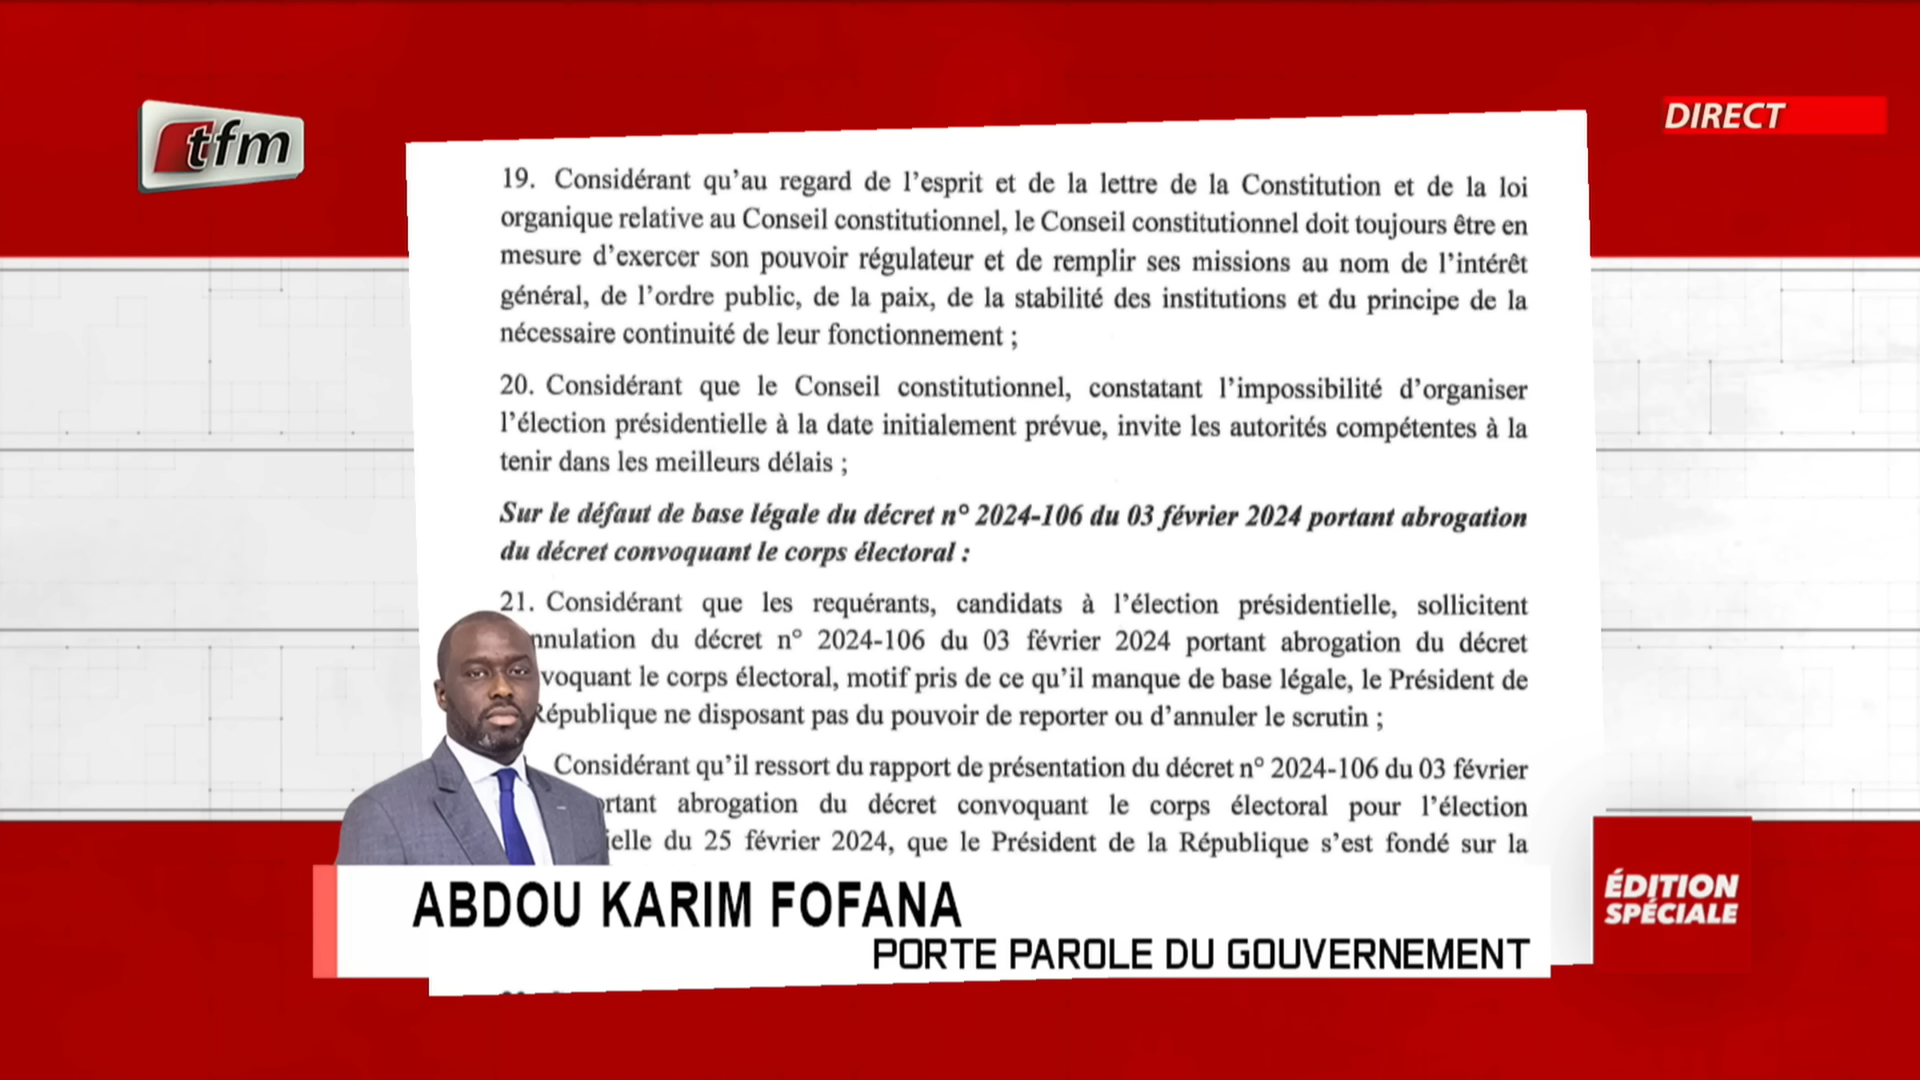 tfm
DIRECT
19. Considérant qu’au regard de l’esprit et de la lettre de la Constitution et de la loi
organique relative au Conseil constitutionnel, le Conseil constitutionnel doit toujours être en
mesure d’exercer son pouvoir régulateur et de remplir ses missions au nom de l’intérêt
général, de l’ordre public, de la paix, de la stabilité des institutions et du principe de la
nécessaire continuité de leur fonctionnement ;
20. Considérant que le Conseil constitutionnel, constatant l’impossibilité d’organiser
l’élection présidentielle à la date initialement prévue, invite les autorités compétentes à la
tenir dans les meilleurs délais ;
Sur le défaut de base légale du décret n° 2024-106 du 03 février 2024 portant abrogation
du décret convoquant le corps électoral :
21. Considérant que les requérants, candidats à l’élection présidentielle, sollicitent
nnulation du décret n° 2024-106 du 03 février 2024 portant abrogation du décret
voquant le corps électoral, motif pris de ce qu’il manque de base légale, le Président de
République ne disposant pas du pouvoir de reporter ou d’annuler le scrutin ;
Considérant qu’il ressort du rapport de présentation du décret n° 2024-106 du 03 février
rtant abrogation du décret convoquant le corps électoral pour l’élection
ielle du 25 février 2024, que le Président de la République s’est fondé sur la
ABDOU KARIM FOFANA
PORTE PAROLE DU GOUVERNEMENT
ÉDITION
SPÉCIALE